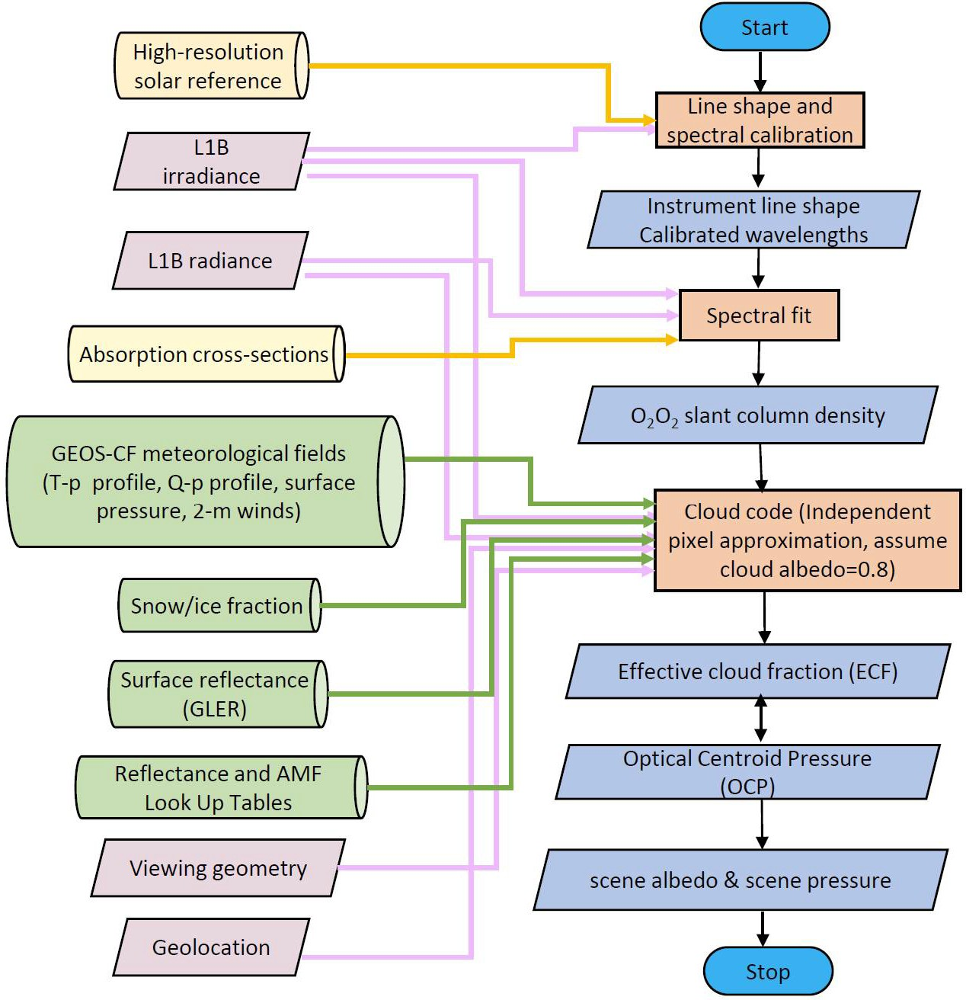 Start
High-resolution
solar reference
Line shape and
spectral calibration
L1B
irradiance
Instrument line shape
Calibrated wavelengths
L1B radiance
Spectral fit
Absorption cross-sections
O₂O₂ slant column density
GEOS-CF meteorological fields
(T-p profile, Q-p profile, surface
pressure, 2-m winds)
Cloud code (Independent
pixel approximation, assume
cloud albedo=0.8)
Snow/ice fraction
Surface reflectance
(GLER)
Effective cloud fraction (ECF)
Reflectance and AMF
Look Up Tables
Optical Centroid Pressure
(OCP)
Viewing geometry
scene albedo & scene pressure
Geolocation
Stop